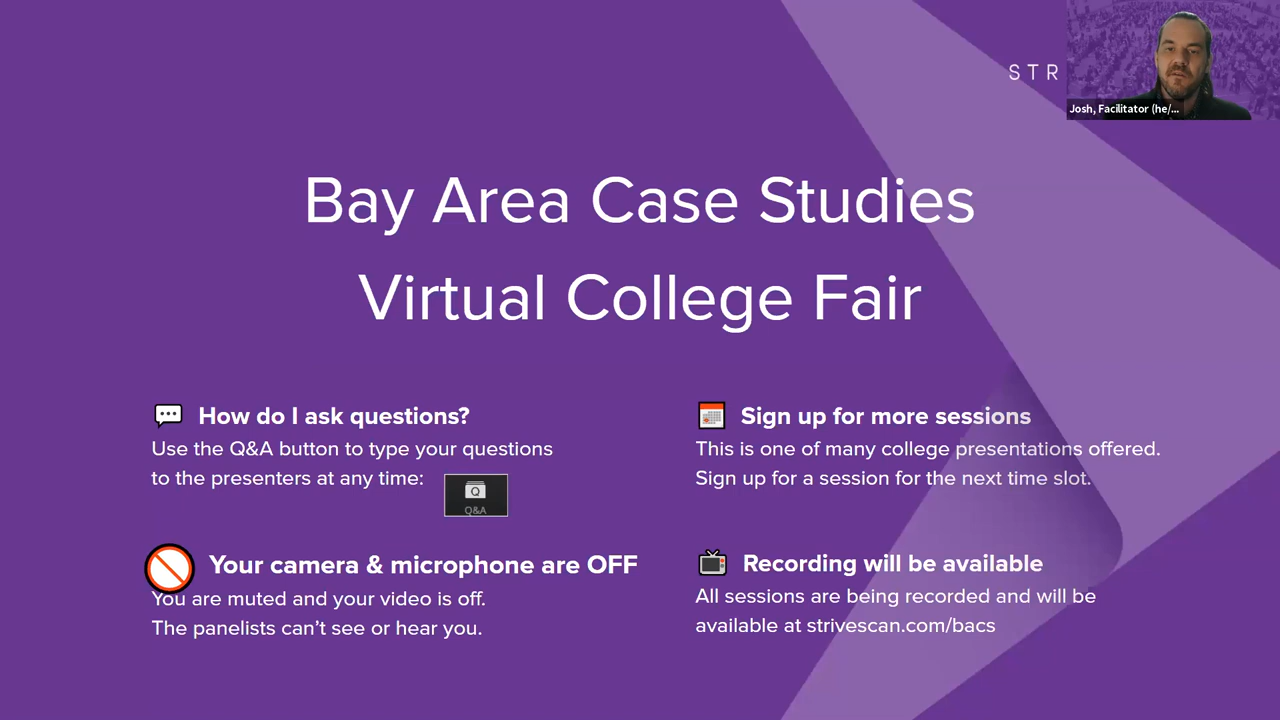 STR
Josh, Facilitator (he/...
Bay Area Case Studies
Virtual College Fair
How do I ask questions?
Use the Q&A button to type your questions
to the presenters at any time:
Q
Q&A
Sign up for more sessions
This is one of many college presentations offered.
Sign up for a session for the next time slot.
Your camera & microphone are OFF
You are muted and your video is off.
The panelists can’t see or hear you.
Recording will be available
All sessions are being recorded and will be
available at strivescan.com/bacs